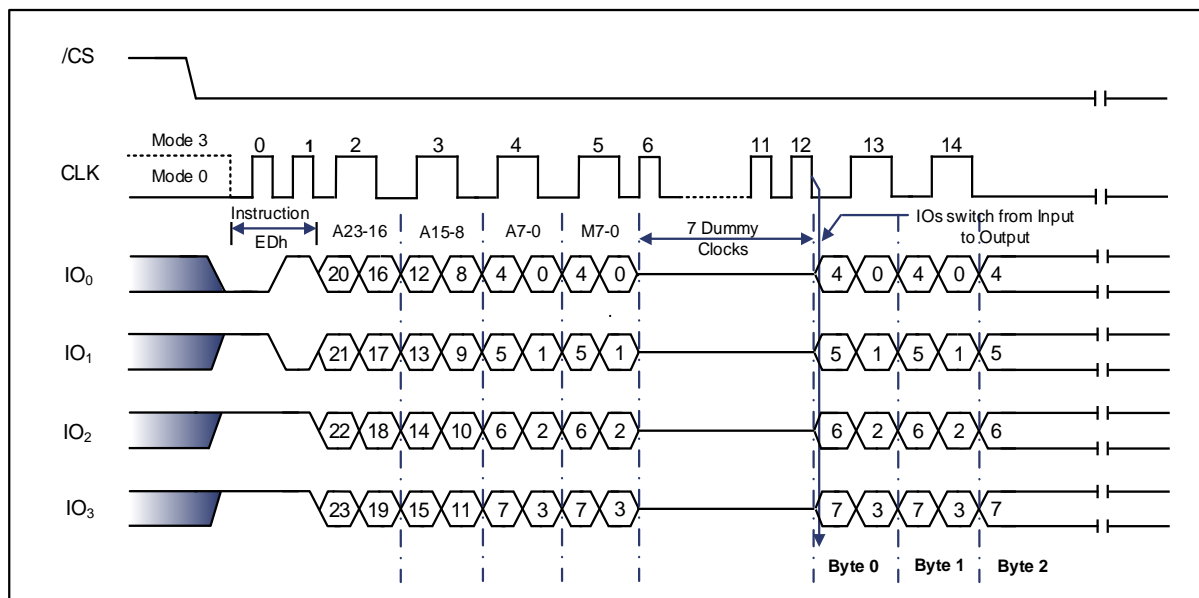 /CS
Mode 3
Mode 0
CLK
0 1 2 3 4 5 6 11 12 13 14
Instruction
EDh
A23-16 A15-8 A7-0 M7-0
7 Dummy
Clocks
IOs switch from Input
to Output
IO0 20 16 12 8 4 0 4 0 4 0 4 0 4
IO1 21 17 13 9 5 1 5 1 5 1 5 1 5
IO2 22 18 14 10 6 2 6 2 6 2 6 2 6
IO3 23 19 15 11 7 3 7 3 7 3 7 3 7
Byte 0 Byte 1 Byte 2